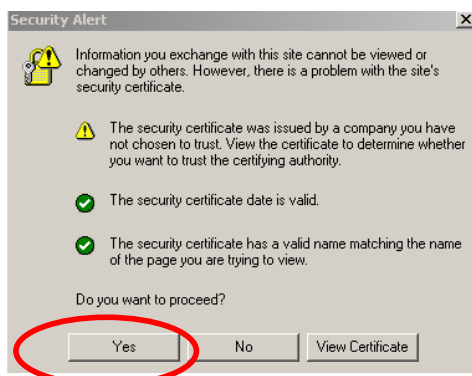 Security Alert
Information you exchange with this site cannot be viewed or
changed by others. However, there is a problem with the site's
security certificate.
The security certificate was issued by a company you have
not chosen to trust. View the certificate to determine whether
you want to trust the certifying authority.
The security certificate date is valid.
The security certificate has a valid name matching the name
of the page you are trying to view.
Do you want to proceed?
Yes No View Certificate